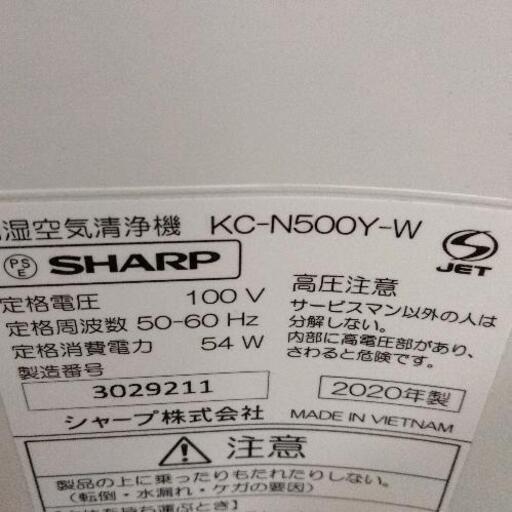 湿空気清浄機 KC-N500Y-W
PS E SHARP
JET
定格電圧 100 V
定格周波数 50-60 Hz
定格消費電力 54 W
製造番号
3029211
シャープ株式会社
高圧注意
サービスマン以外の人は
分解しない。
内部に高電圧部があり、
さわると危険です。
2020年製
MADE IN VIETNAM
注意
製品の上に乗ったりもたれたりしない。
(転倒・水漏れ・ケガの要因)